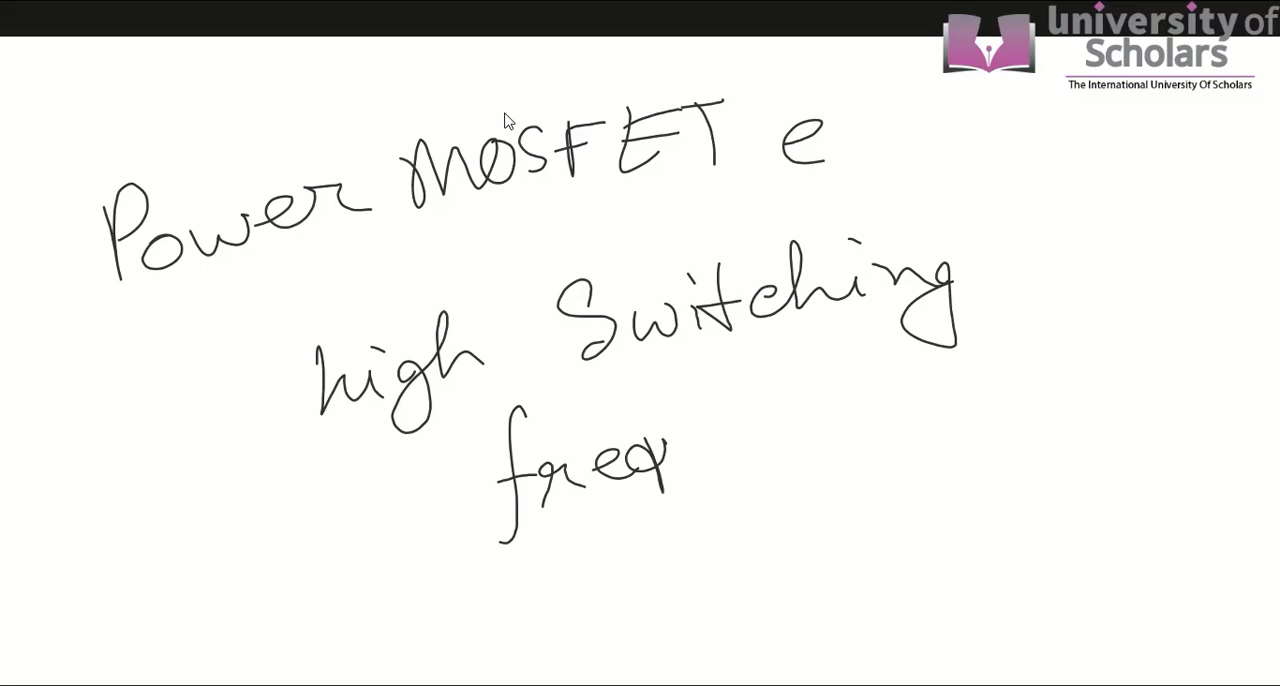 University of
Scholars
The International University Of Scholars
Power MOSFET e
high Switching
freq